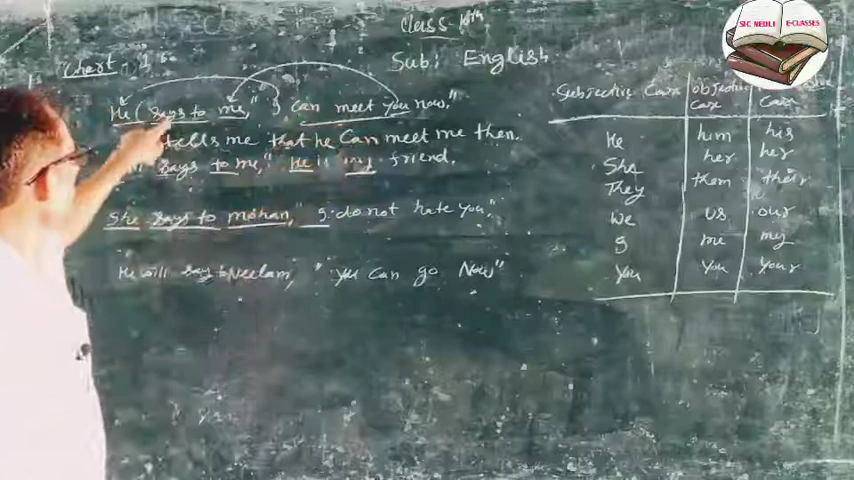 Class - 10th
Sub: English
Chart - 1
He ( says to me, " I can meet you now,"
tells me that he Can meet me then.
says to me," He is my friend.
She says to mohan," I do not hate you,"
He will say to Neelam, " you can go Now"
Subjective Case objective Case Case
He him his
She her her
They them their
We us our
I me my
You You Your
SIC NEOLI E-CLASSES